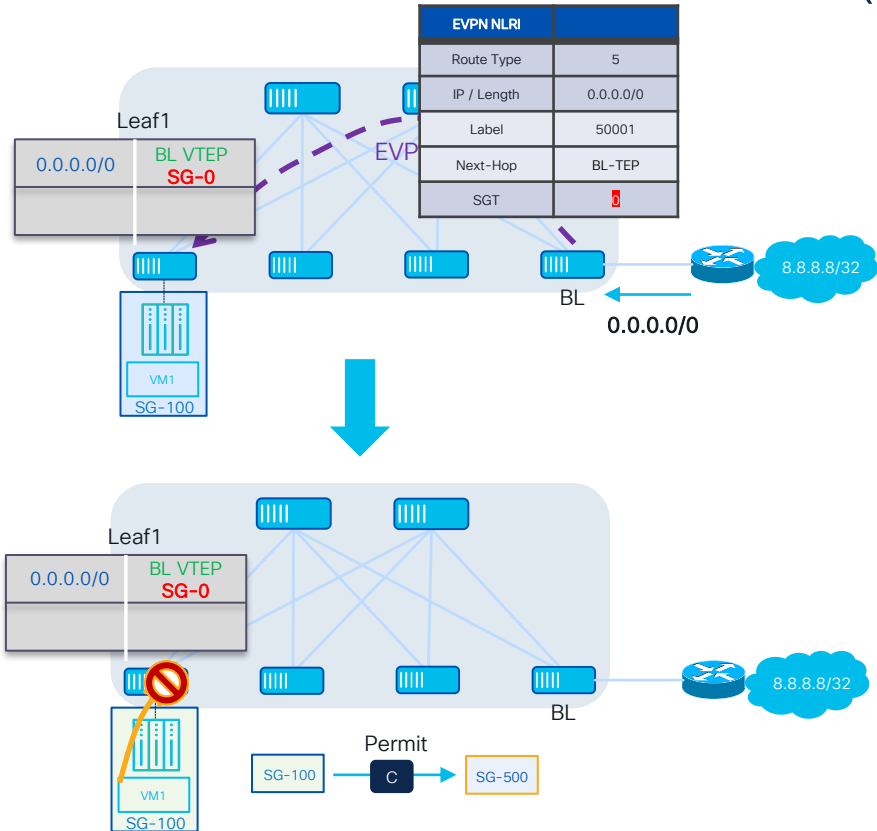 EVPN NLRI
Route Type 5
IP / Length 0.0.0.0/0
Label 50001
Next-Hop BL-TEP
SGT 0
Leaf1
0.0.0.0/0 BL VTEP
SG-0
EVP
8.8.8.8/32
BL
0.0.0.0/0
VM1
SG-100
Leaf1
0.0.0.0/0 BL VTEP
SG-0
8.8.8.8/32
BL
Permit
SG-100 C SG-500
VM1
SG-100